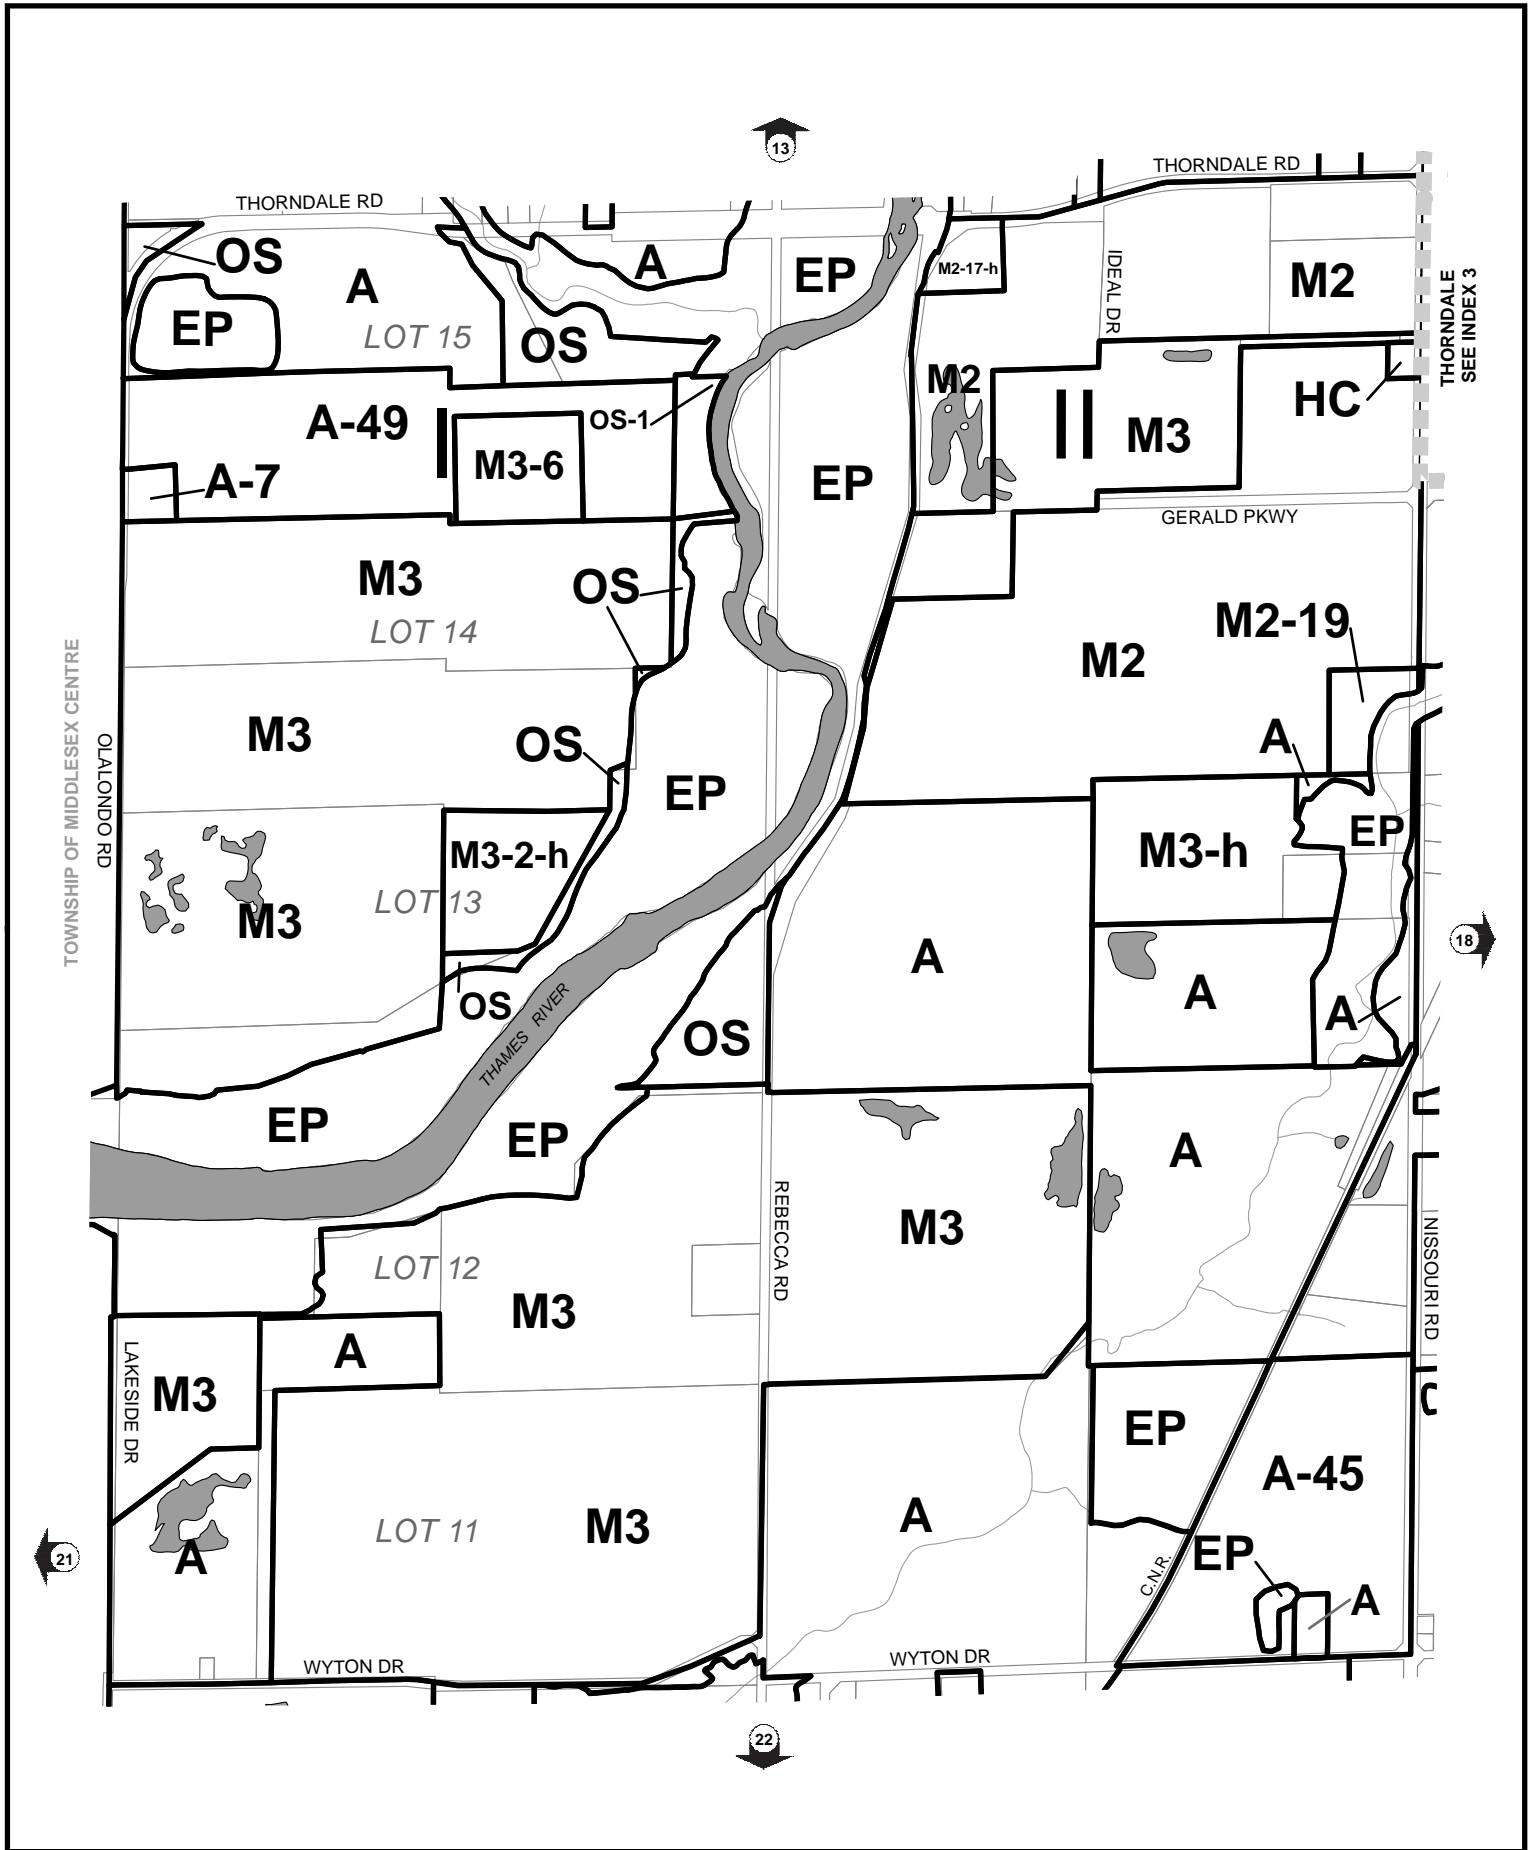 13
THORNDALE RD
THORNDALE RD
OS
A
A
EP
M2-17-h
IDEAL DR
M2
THORNDALE
SEE INDEX 3
EP
LOT 15
OS
M2
HC
A-49
I
OS-1
II
M3
A-7
M3-6
EP
GERALD PKWY
M3
OS
LOT 14
M2-19
M2
TOWNSHIP OF MIDDLESEX CENTRE
OLALONDO RD
M3
OS
A
EP
EP
M3-2-h
M3-h
LOT 13
M3
18
A
A
OS
A
THAMES RIVER
OS
EP
EP
A
REBECCA RD
M3
NISSOURI RD
LOT 12
M3
LAKESIDE DR
A
M3
EP
A-45
A
LOT 11
M3
21
A
C.N.R.
EP
A
WYTON DR
WYTON DR
22